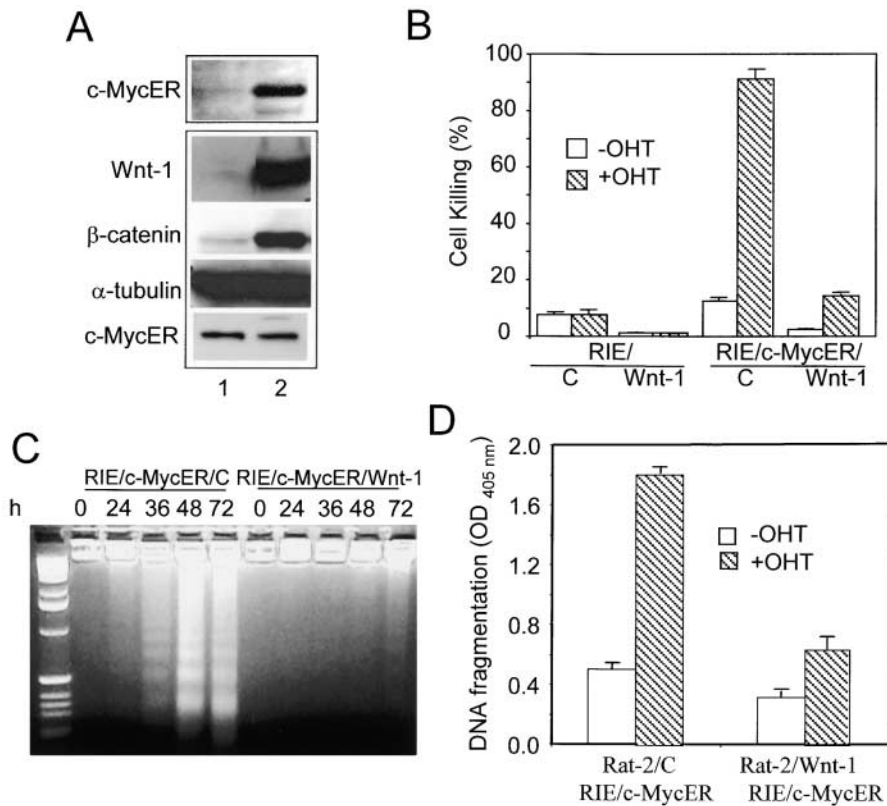 A
c-MycER
Wnt-1
β-catenin
α-tubulin
c-MycER
1 2
B
Cell Killing (%)
100
80
60
40
20
0
-OHT
+OHT
RIE/ RIE/c-MycER/
C Wnt-1 C Wnt-1
C
RIE/c-MycER/C RIE/c-MycER/Wnt-1
h 0 24 36 48 72 0 24 36 48 72
D
DNA fragmentation (OD 405 nm)
2.0
1.6
1.2
0.8
0.4
0.0
-OHT
+OHT
Rat-2/C Rat-2/Wnt-1
RIE/c-MycER RIE/c-MycER